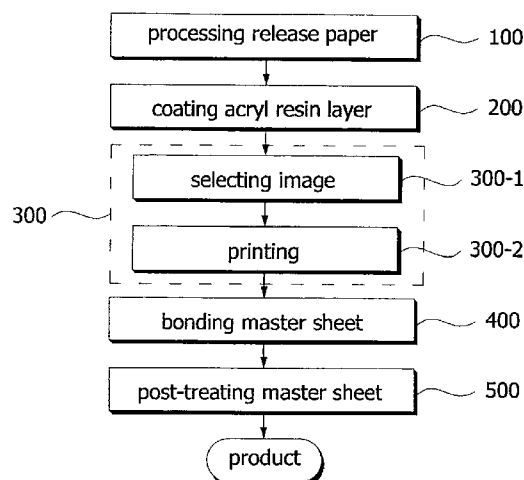 processing release paper
100
coating acryl resin layer
200
selecting image
300-1
300
printing
300-2
bonding master sheet
400
post-treating master sheet
500
product